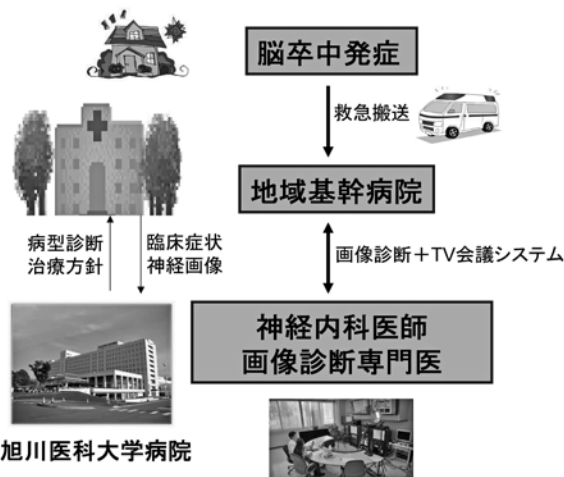 脳卒中発症
救急搬送
地域基幹病院
病型診断
治療方針
臨床症状
神経画像
画像診断＋TV会議システム
神経内科医師
画像診断専門医
旭川医科大学病院